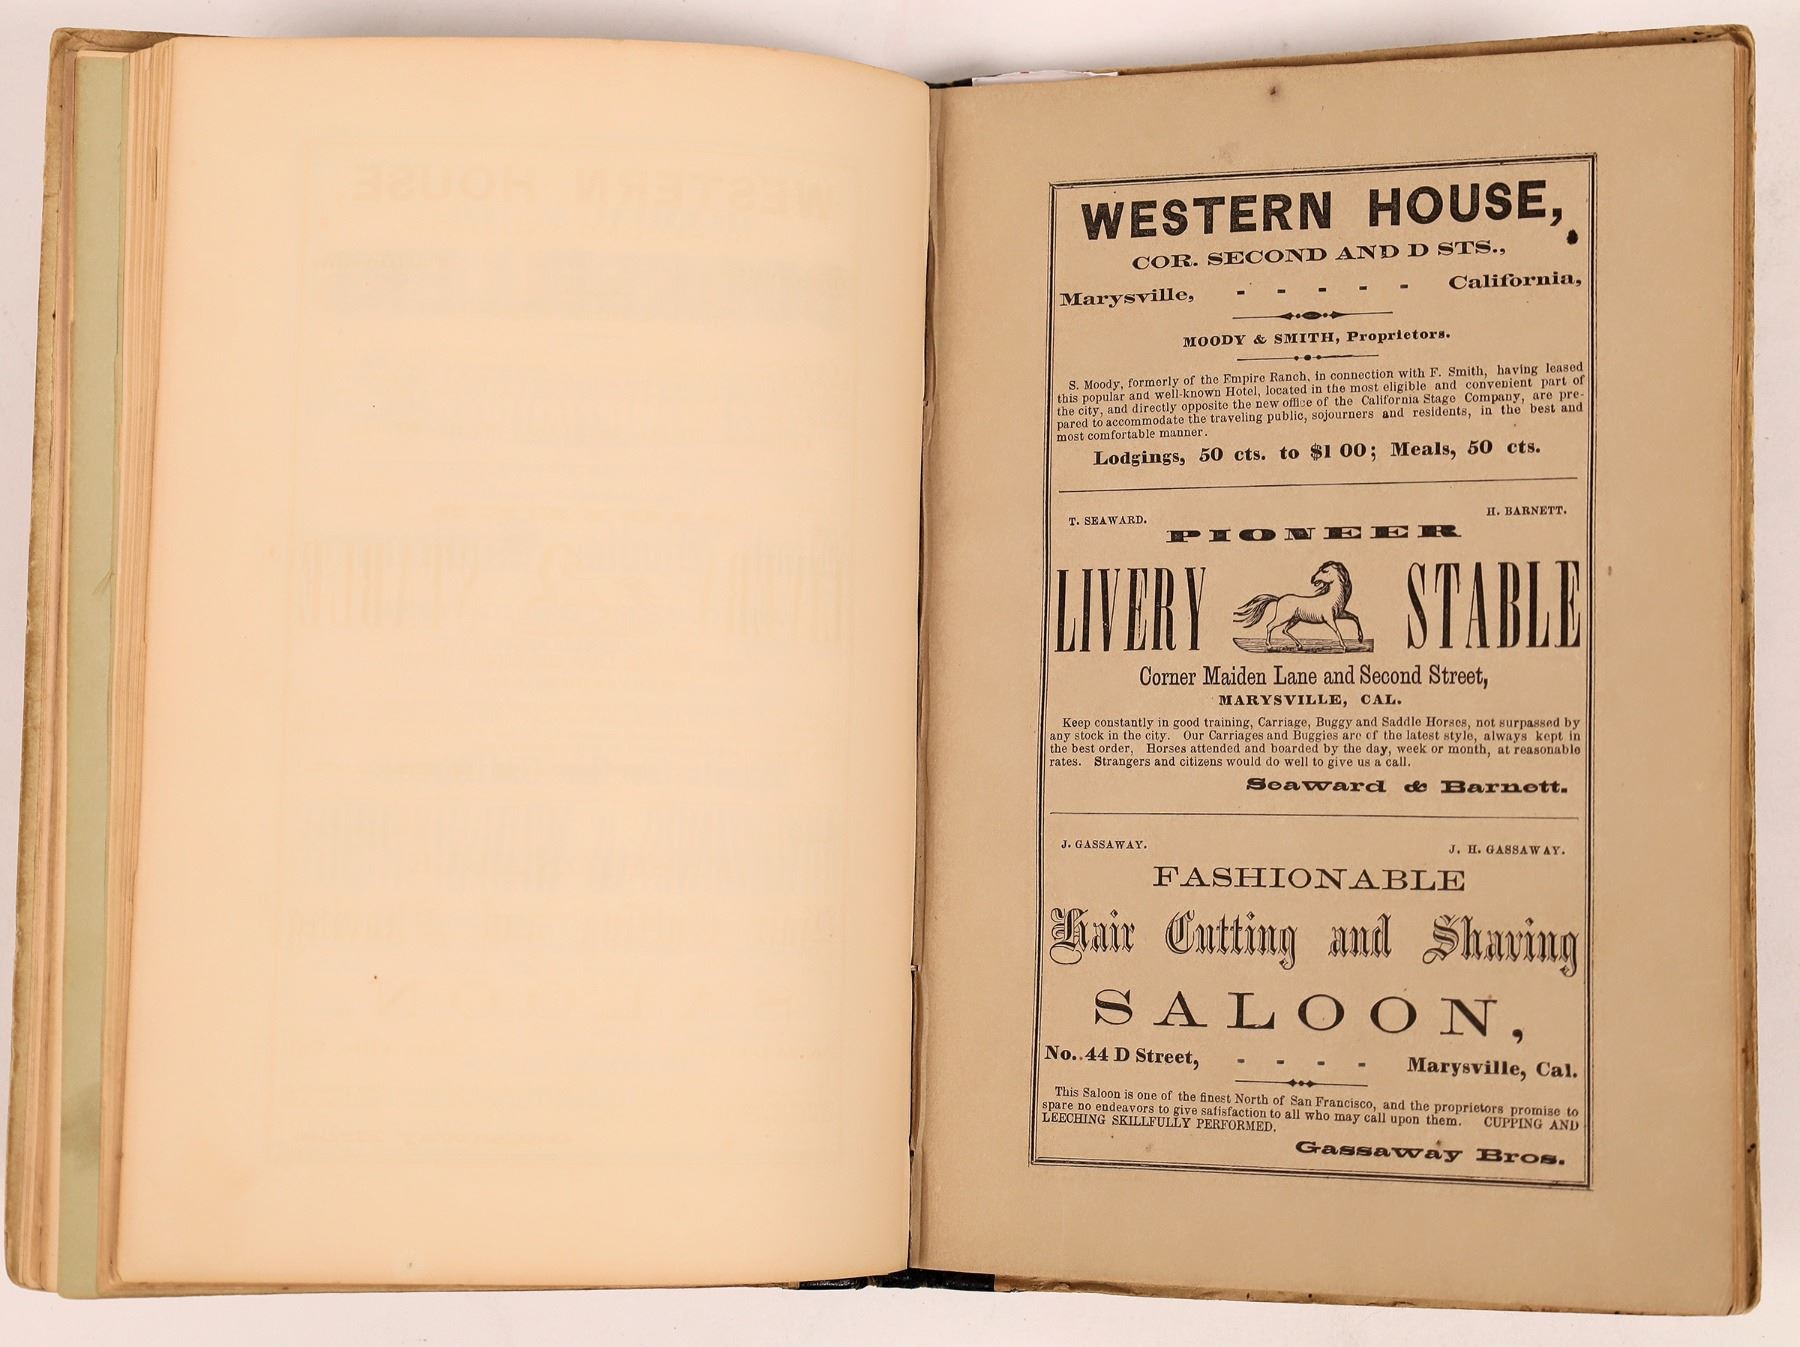 WESTERN HOUSE,
COR. SECOND AND D STS.,
Marysville, - - - - - California,
MOODY & SMITH, Proprietors.
S. Moody, formerly of the Empire Ranch, in connection with F. Smith, having leased
this popular and well-known Hotel, located in the most eligible and convenient part of
the city, and directly opposite the new office of the California Stage Company, are pre-
pared to accommodate the traveling public, sojourners and residents, in the best and
most comfortable manner.
Lodgings, 50 cts. to $1 00; Meals, 50 cts.
T. SEAWARD. H. BARNETT.
PIONEER
LIVERY STABLE
Corner Maiden Lane and Second Street,
MARYSVILLE, CAL.
Keep constantly in good training, Carriage, Buggy and Saddle Horses, not surpassed by
any stock in the city. Our Carriages and Buggies are of the latest style, always kept in
the best order, Horses attended and boarded by the day, week or month, at reasonable
rates. Strangers and citizens would do well to give us a call.
Seaward & Barnett.
J. GASSAWAY. J. H. GASSAWAY.
FASHIONABLE
Hair Cutting and Shaving
SALOON,
No. 44 D Street, - - - - Marysville, Cal.
This Saloon is one of the finest North of San Francisco, and the proprietors promise to
spare no endeavors to give satisfaction to all who may call upon them. CUPPING AND
LEECHING SKILLFULLY PERFORMED.
Gassaway Bros.